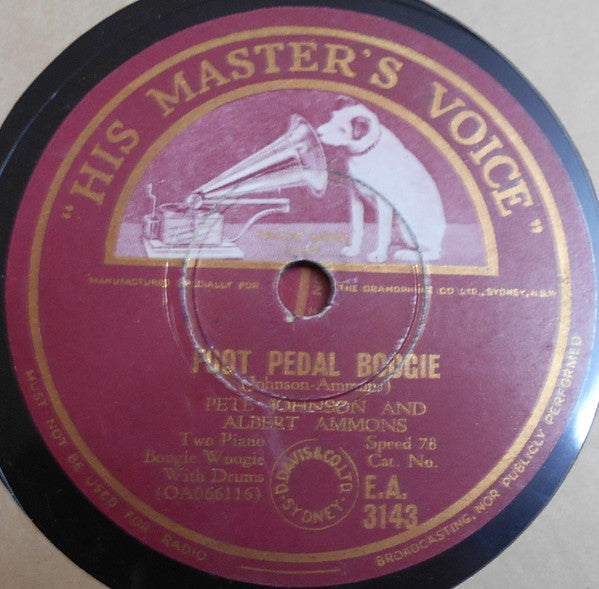 "HIS MASTER'S VOICE"
MANUFACTURED SPECIALLY FOR THE GRAMOPHONE CO LTD., SYDNEY, N.S.W.
FOOT PEDAL BOOGIE
(Johnson-Ammons)
PETE JOHNSON AND
ALBERT AMMONS
Two Piano
Boogie Woogie
With Drums
(OA066116)
Speed 78
Cat. No.
E.A.
3143
D. DAVIS & CO. LTD.
SYDNEY.
MUST NOT BE USED FOR RADIO BROADCASTING, NOR PUBLICLY PERFORMED